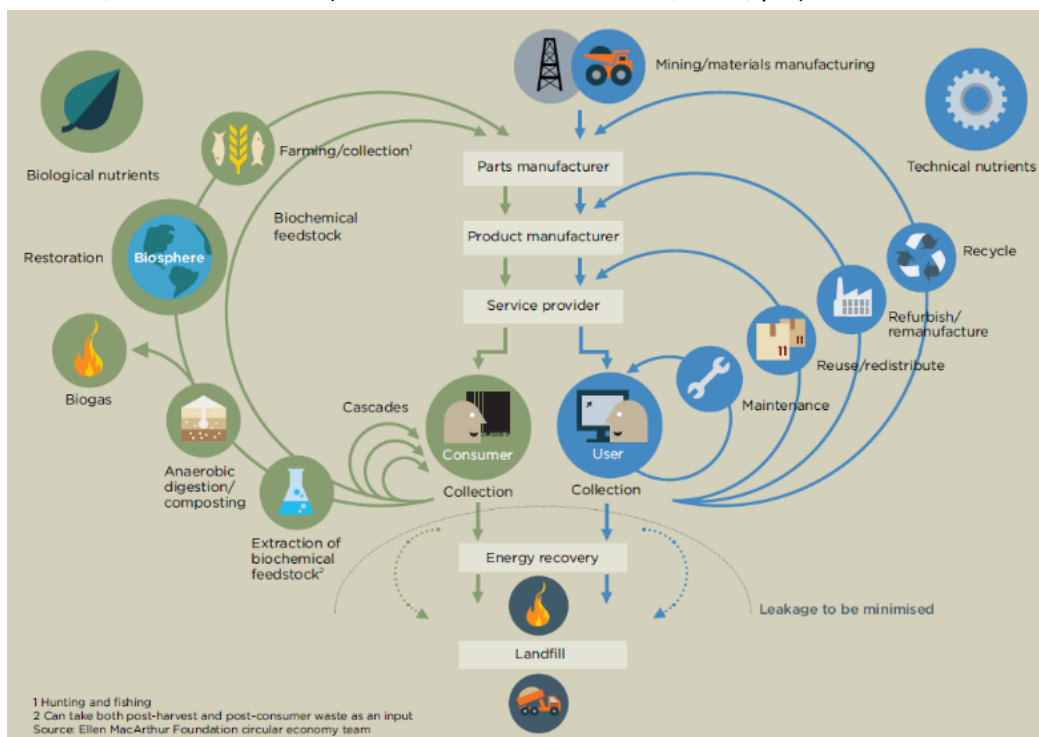 Mining/materials manufacturing
Biological nutrients
Farming/collection¹
Parts manufacturer
Technical nutrients
Biochemical
feedstock
Product manufacturer
Restoration
Biosphere
Recycle
Service provider
Refurbish/
remanufacture
11
11
Reuse/redistribute
Biogas
Cascades
Maintenance
Consumer
User
Anaerobic
digestion/
composting
Collection
Collection
Extraction of
biochemical
feedstock²
Energy recovery
Leakage to be minimised
Landfill
1 Hunting and fishing
2 Can take both post-harvest and post-consumer waste as an input
Source: Ellen MacArthur Foundation circular economy team